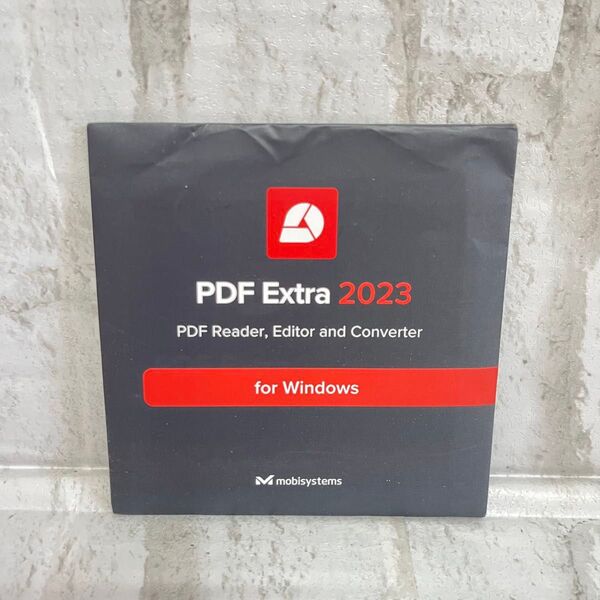 PDF Extra 2023
PDF Reader, Editor and Converter
for Windows
mobisystems